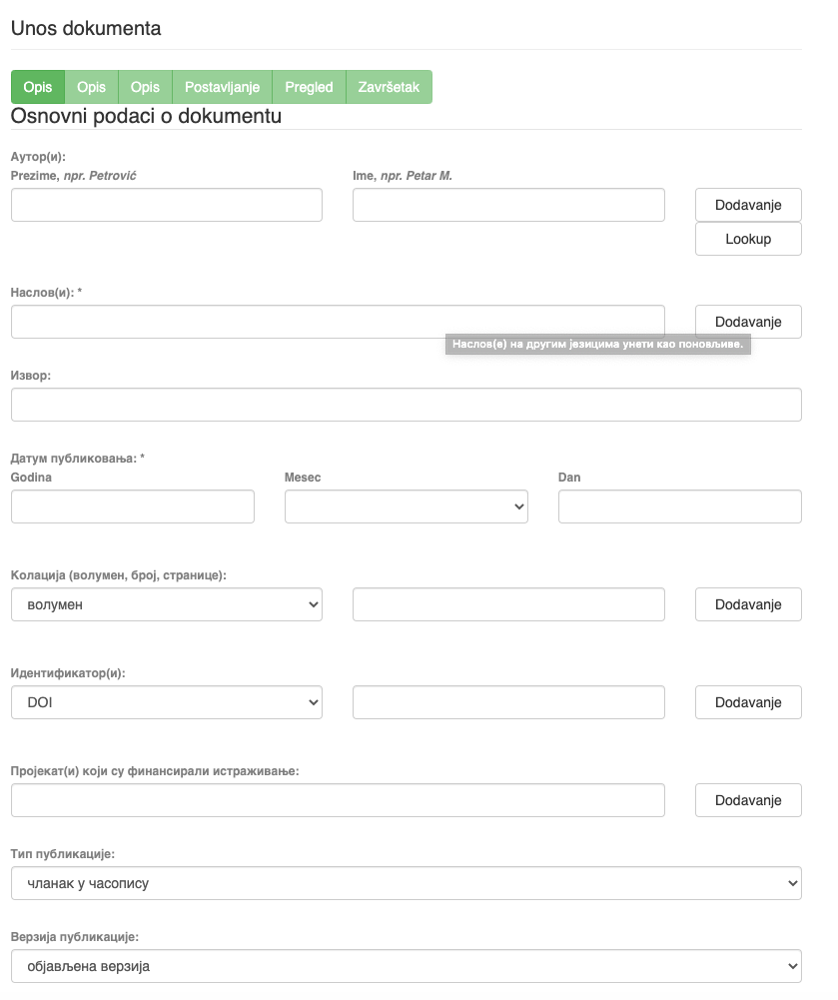 Unos dokumenta
Opis Opis Opis Postavljanje Pregled Završetak
Osnovni podaci o dokumentu
Аутор(и):
Prezime, npr. Petrović Ime, npr. Petar M.
Dodavanje
Lookup
Наслов(и): *
Dodavanje
Наслов(е) на другим језицима унети као поновљиве.
Извор:
Датум публиковања: *
Godina Mesec Dan
Колација (волумен, број, странице):
волумен Dodavanje
Идентификатор(и):
DOI Dodavanje
Пројекат(и) који су финансирали истраживање:
Dodavanje
Тип публикације:
чланак у часопису
Верзија публикације:
објављена верзија